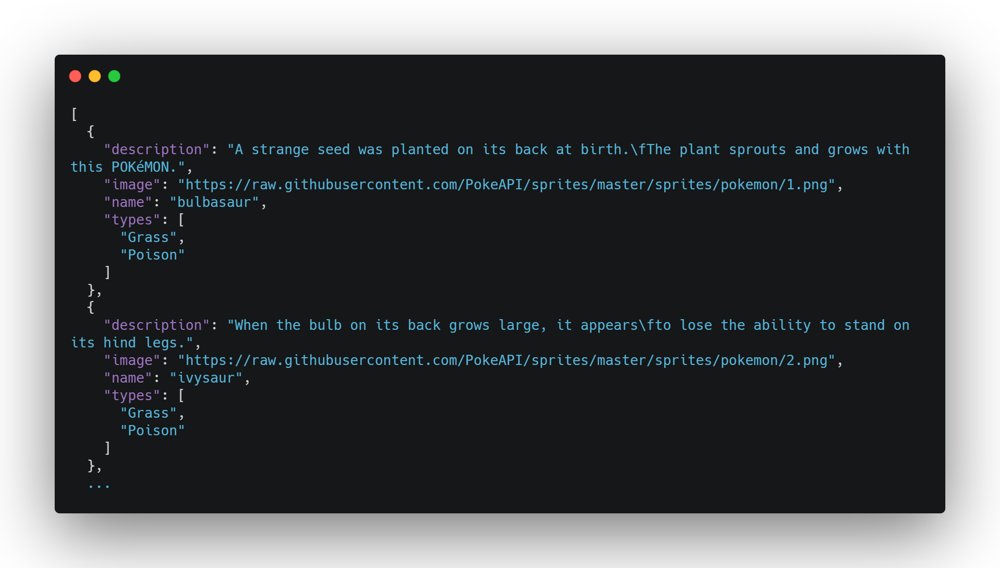 [
  {
    "description": "A strange seed was planted on its back at birth.\fThe plant sprouts and grows with
this POKéMON.",
    "image": "https://raw.githubusercontent.com/PokeAPI/sprites/master/sprites/pokemon/1.png",
    "name": "bulbasaur",
    "types": [
      "Grass",
      "Poison"
    ]
  },
  {
    "description": "When the bulb on its back grows large, it appears\fto lose the ability to stand on
its hind legs.",
    "image": "https://raw.githubusercontent.com/PokeAPI/sprites/master/sprites/pokemon/2.png",
    "name": "ivysaur",
    "types": [
      "Grass",
      "Poison"
    ]
  },
  ...